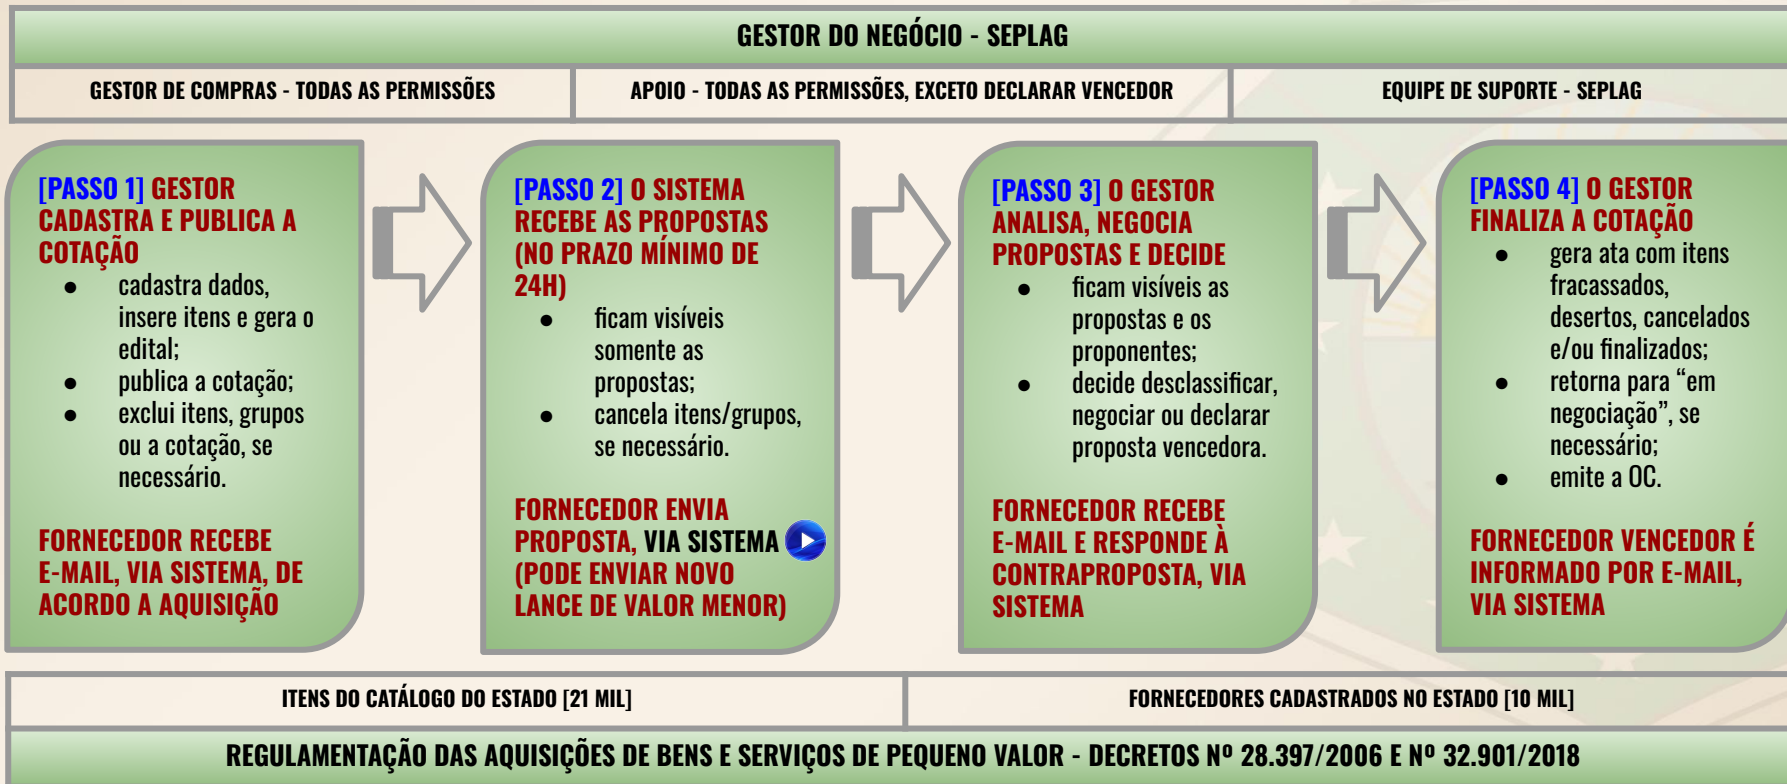 GESTOR DO NEGÓCIO - SEPLAG
GESTOR DE COMPRAS - TODAS AS PERMISSÕES
APOIO - TODAS AS PERMISSÕES, EXCETO DECLARAR VENCEDOR
EQUIPE DE SUPORTE - SEPLAG
[PASSO 1] GESTOR
CADASTRA E PUBLICA A
COTAÇÃO
● cadastra dados,
insere itens e gera o
edital;
● publica a cotação;
● exclui itens, grupos
ou a cotação, se
necessário.
FORNECEDOR RECEBE
E-MAIL, VIA SISTEMA, DE
ACORDO A AQUISIÇÃO
[PASSO 2] O SISTEMA
RECEBE AS PROPOSTAS
(NO PRAZO MÍNIMO DE
24H)
● ficam visíveis
somente as
propostas;
● cancela itens/grupos,
se necessário.
FORNECEDOR ENVIA
PROPOSTA, VIA SISTEMA
(PODE ENVIAR NOVO
LANCE DE VALOR MENOR)
[PASSO 3] O GESTOR
ANALISA, NEGOCIA
PROPOSTAS E DECIDE
● ficam visíveis as
propostas e os
proponentes;
● decide desclassificar,
negociar ou declarar
proposta vencedora.
FORNECEDOR RECEBE
E-MAIL E RESPONDE À
CONTRAPROPOSTA, VIA
SISTEMA
[PASSO 4] O GESTOR
FINALIZA A COTAÇÃO
● gera ata com itens
fracassados,
desertos, cancelados
e/ou finalizados;
● retorna para “em
negociação”, se
necessário;
● emite a OC.
FORNECEDOR VENCEDOR É
INFORMADO POR E-MAIL,
VIA SISTEMA
ITENS DO CATÁLOGO DO ESTADO [21 MIL]
FORNECEDORES CADASTRADOS NO ESTADO [10 MIL]
REGULAMENTAÇÃO DAS AQUISIÇÕES DE BENS E SERVIÇOS DE PEQUENO VALOR - DECRETOS Nº 28.397/2006 E Nº 32.901/2018